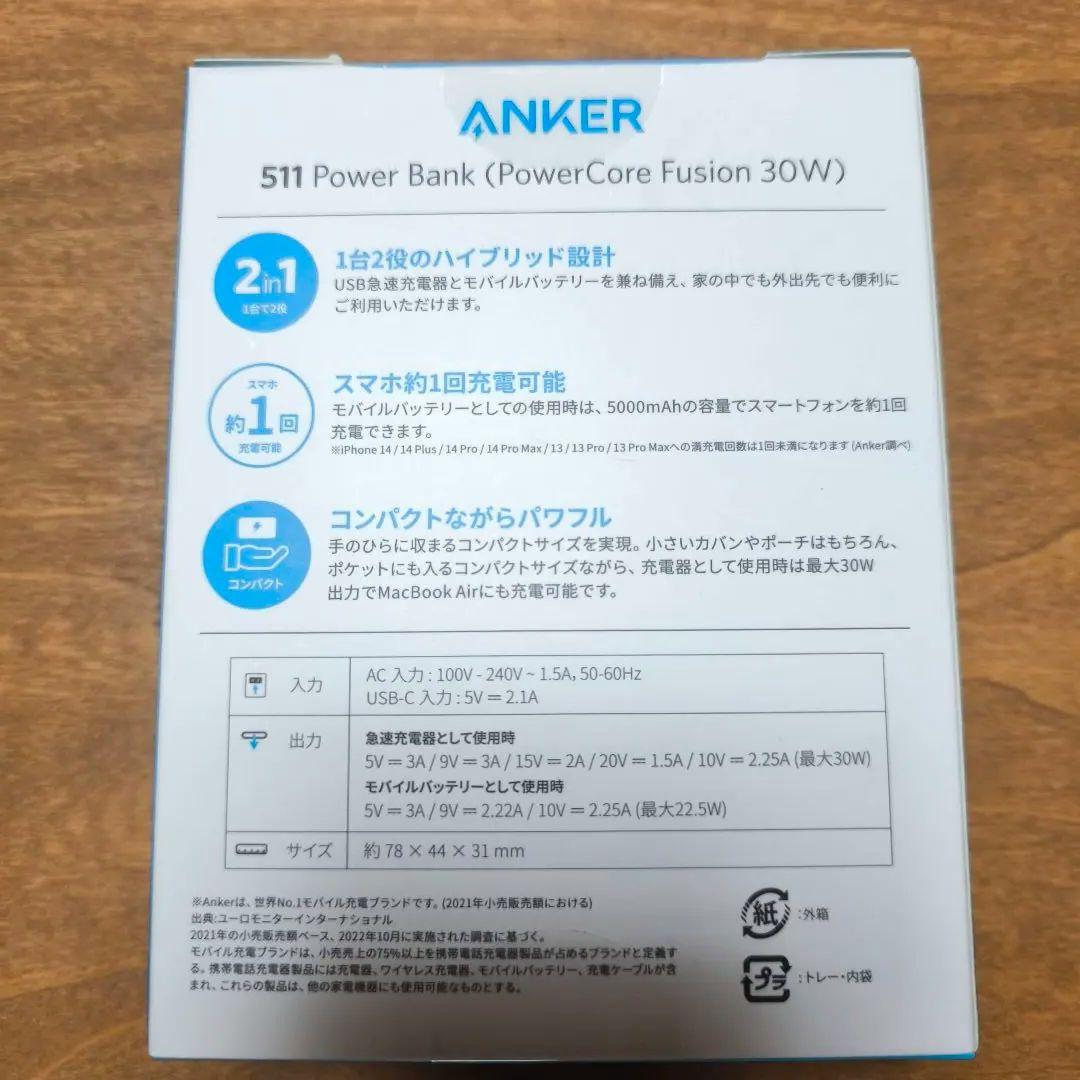 ANKER
511 Power Bank (PowerCore Fusion 30W)
2in1
1台で2役
1台2役のハイブリッド設計
USB急速充電器とモバイルバッテリーを兼ね備え、家の中でも外出先でも便利に
ご利用いただけます。
スマホ
約1回
充電可能
スマホ約1回充電可能
モバイルバッテリーとしての使用時は、5000mAhの容量でスマートフォンを約1回
充電できます。
※iPhone 14 / 14 Plus / 14 Pro / 14 Pro Max / 13 / 13 Pro / 13 Pro Maxへの満充電回数は1回未満になります (Anker調べ)
コンパクト
コンパクトながらパワフル
手のひらに収まるコンパクトサイズを実現。小さいカバンやポーチはもちろん、
ポケットにも入るコンパクトサイズながら、充電器として使用時は最大30W
出力でMacBook Airにも充電可能です。
入力
AC 入力 : 100V - 240V ~ 1.5A, 50-60Hz
USB-C 入力 : 5V ⎓ 2.1A
出力
急速充電器として使用時
5V ⎓ 3A / 9V ⎓ 3A / 15V ⎓ 2A / 20V ⎓ 1.5A / 10V ⎓ 2.25A (最大30W)
モバイルバッテリーとして使用時
5V ⎓ 3A / 9V ⎓ 2.22A / 10V ⎓ 2.25A (最大22.5W)
サイズ
約 78 × 44 × 31 mm
※Ankerは、世界No.1モバイル充電ブランドです。(2021年小売販売額における)
出典:ユーロモニターインターナショナル
2021年の小売販売額ベース、2022年10月に実施された調査に基づく。
モバイル充電ブランドは、小売売上の75%以上を携帯電話充電器製品が占めるブランドと定義す
る。携帯電話充電器製品には充電器、ワイヤレス充電器、モバイルバッテリー、充電ケーブルが含
まれ、これらの製品は、他の家電機器にも使用可能なものとする。
紙 : 外箱
プラ : トレー・内袋